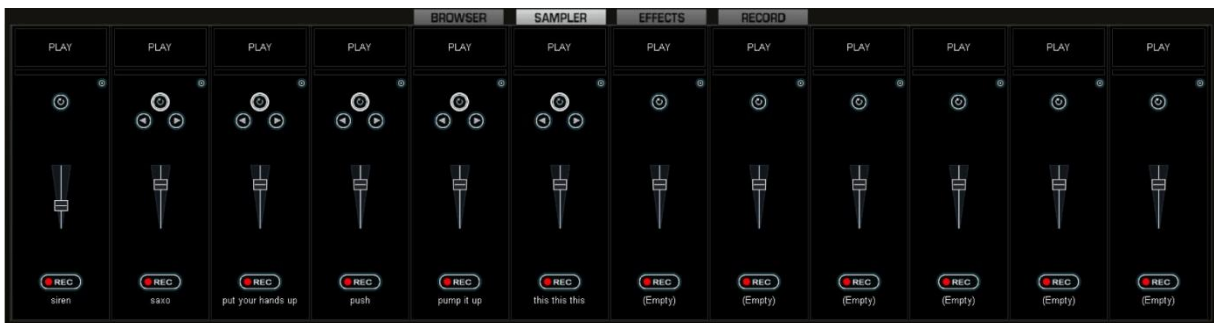 BROWSER SAMPLER EFFECTS RECORD
PLAY PLAY PLAY PLAY PLAY PLAY PLAY PLAY PLAY PLAY PLAY PLAY
REC REC REC REC REC REC REC REC REC REC REC REC
siren saxo put your hands up push pump it up this this this (Empty) (Empty) (Empty) (Empty) (Empty) (Empty)